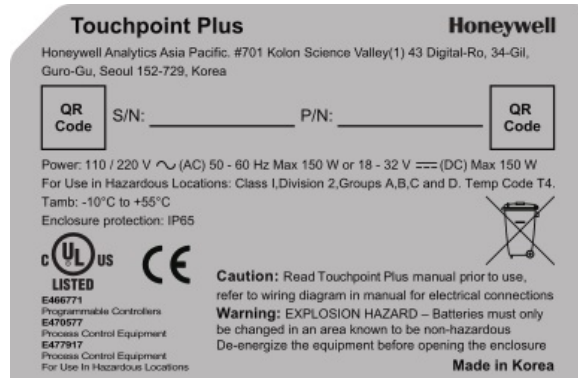 Touchpoint Plus
Honeywell
Honeywell Analytics Asia Pacific. #701 Kolon Science Valley(1) 43 Digital-Ro, 34-Gil,
Guro-Gu, Seoul 152-729, Korea
QR
Code
S/N:
P/N:
QR
Code
Power: 110 / 220 V (AC) 50 - 60 Hz Max 150 W or 18 - 32 V (DC) Max 150 W
For Use in Hazardous Locations: Class I,Division 2,Groups A,B,C and D. Temp Code T4.
Tamb: -10°C to +55°C
Enclosure protection: IP65
C UL US
LISTED
CE
E466771
Programmable Controllers
E470577
Process Control Equipment
E477917
Process Control Equipment
For Use In Hazardous Locations
Caution: Read Touchpoint Plus manual prior to use,
refer to wiring diagram in manual for electrical connections
Warning: EXPLOSION HAZARD – Batteries must only
be changed in an area known to be non-hazardous
De-energize the equipment before opening the enclosure
Made in Korea